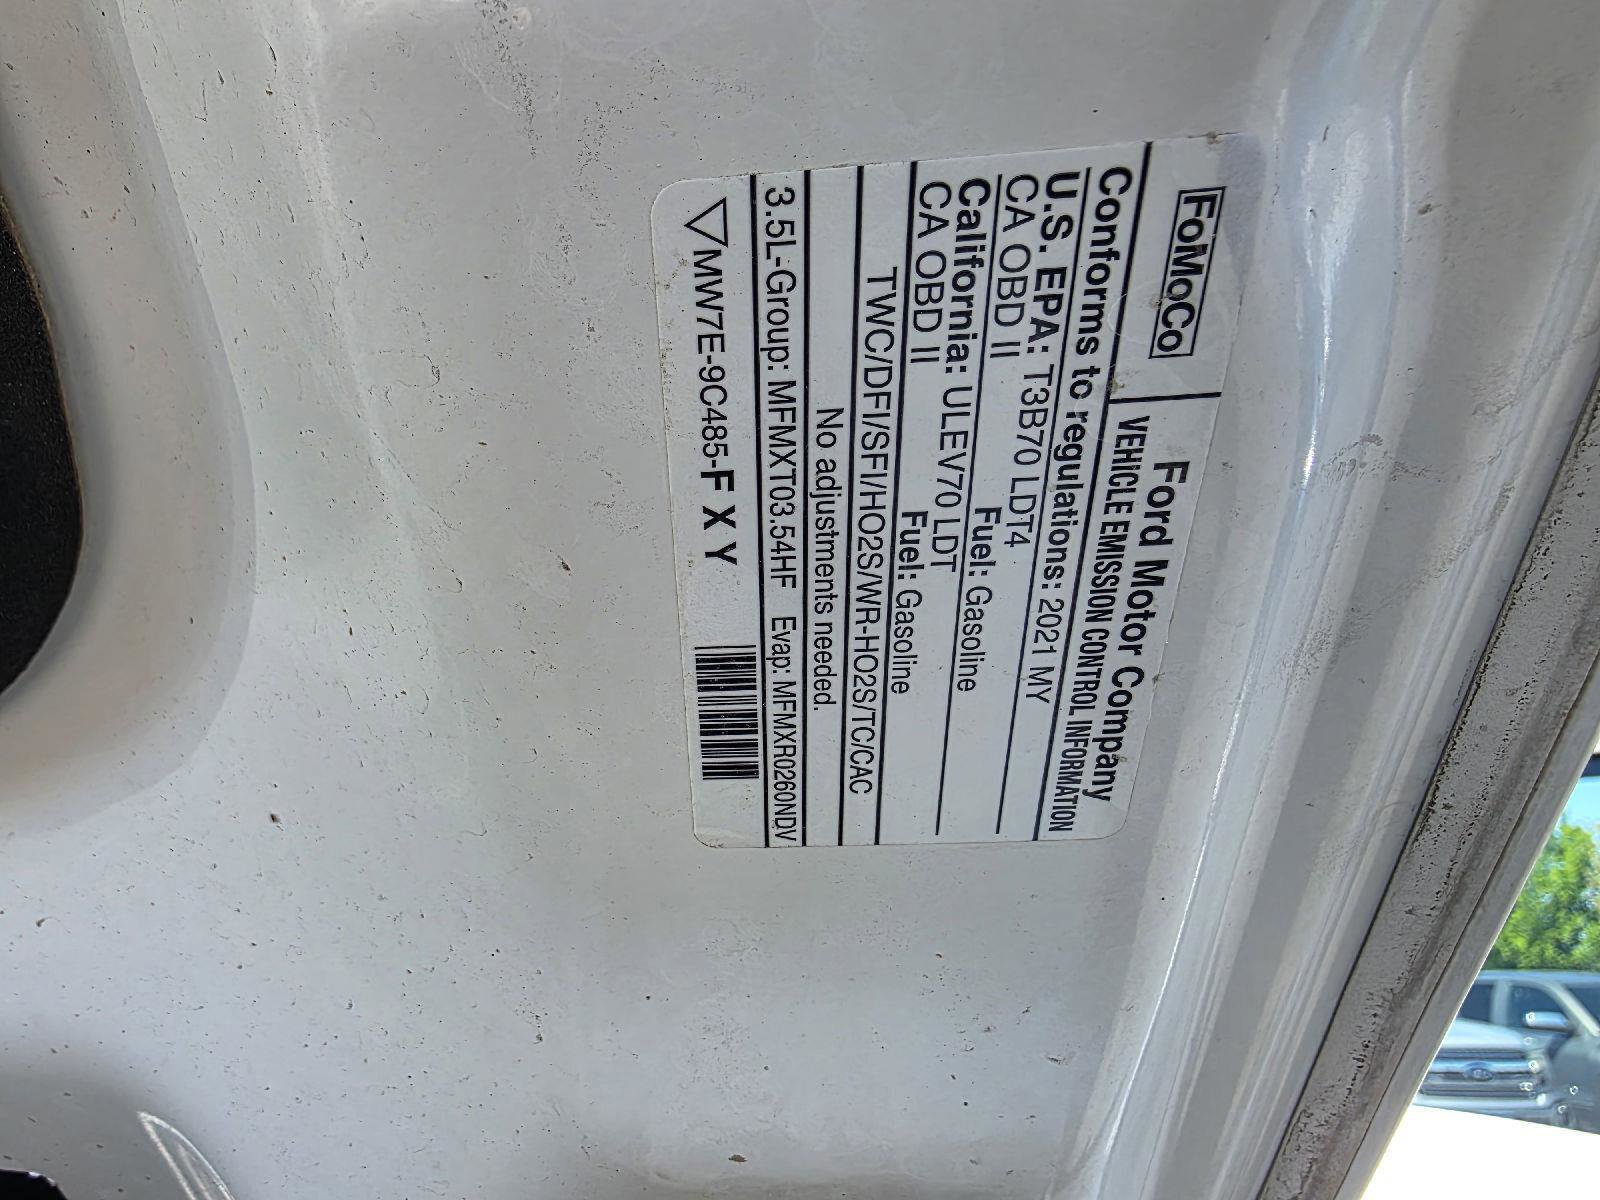 FoMoCo
Ford Motor Company
VEHICLE EMISSION CONTROL INFORMATION
Conforms to regulations: 2021 MY
U.S. EPA: T3B70 LDT4 Fuel: Gasoline
CA OBD II
California: ULEV70 LDT Fuel: Gasoline
CA OBD II
TWC/DFI/SFI/HO2S/WR-HO2S/TC/CAC
No adjustments needed.
3.5L-Group: MFMXT03.54HF Evap: MFMXR0260NDV
MW7E-9C485-F X Y